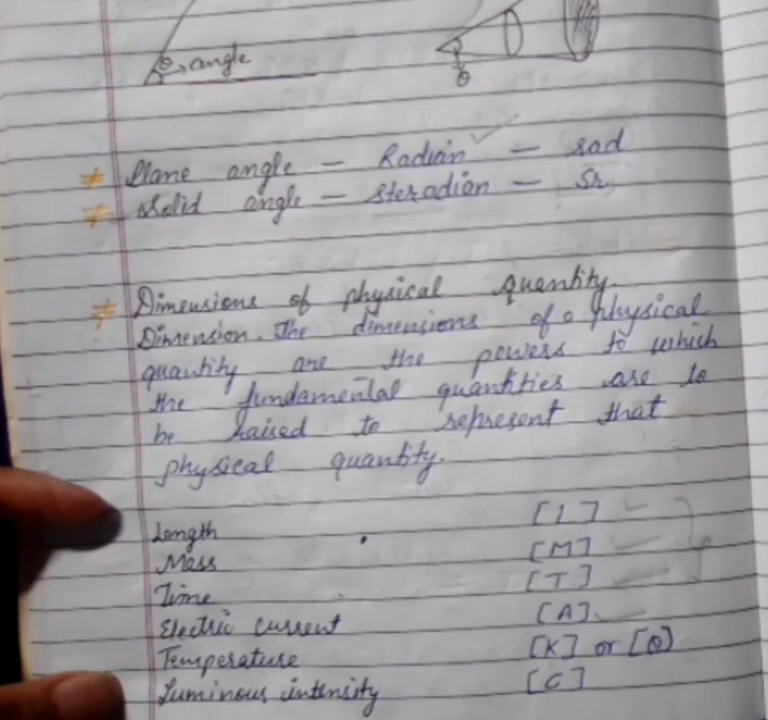 θ → angle
θ
* Plane angle - Radian - rad
* Solid angle - Steradian - Sr
* Dimensions of physical quantity.
Dimension. The dimensions of a physical
quantity are the powers to which
the fundamental quantities are to
be raised to represent that
physical quantity.
Length [L]
Mass [M]
Time [T]
Electric current [A].
Temperature [K] or [θ]
Luminous intensity [C]